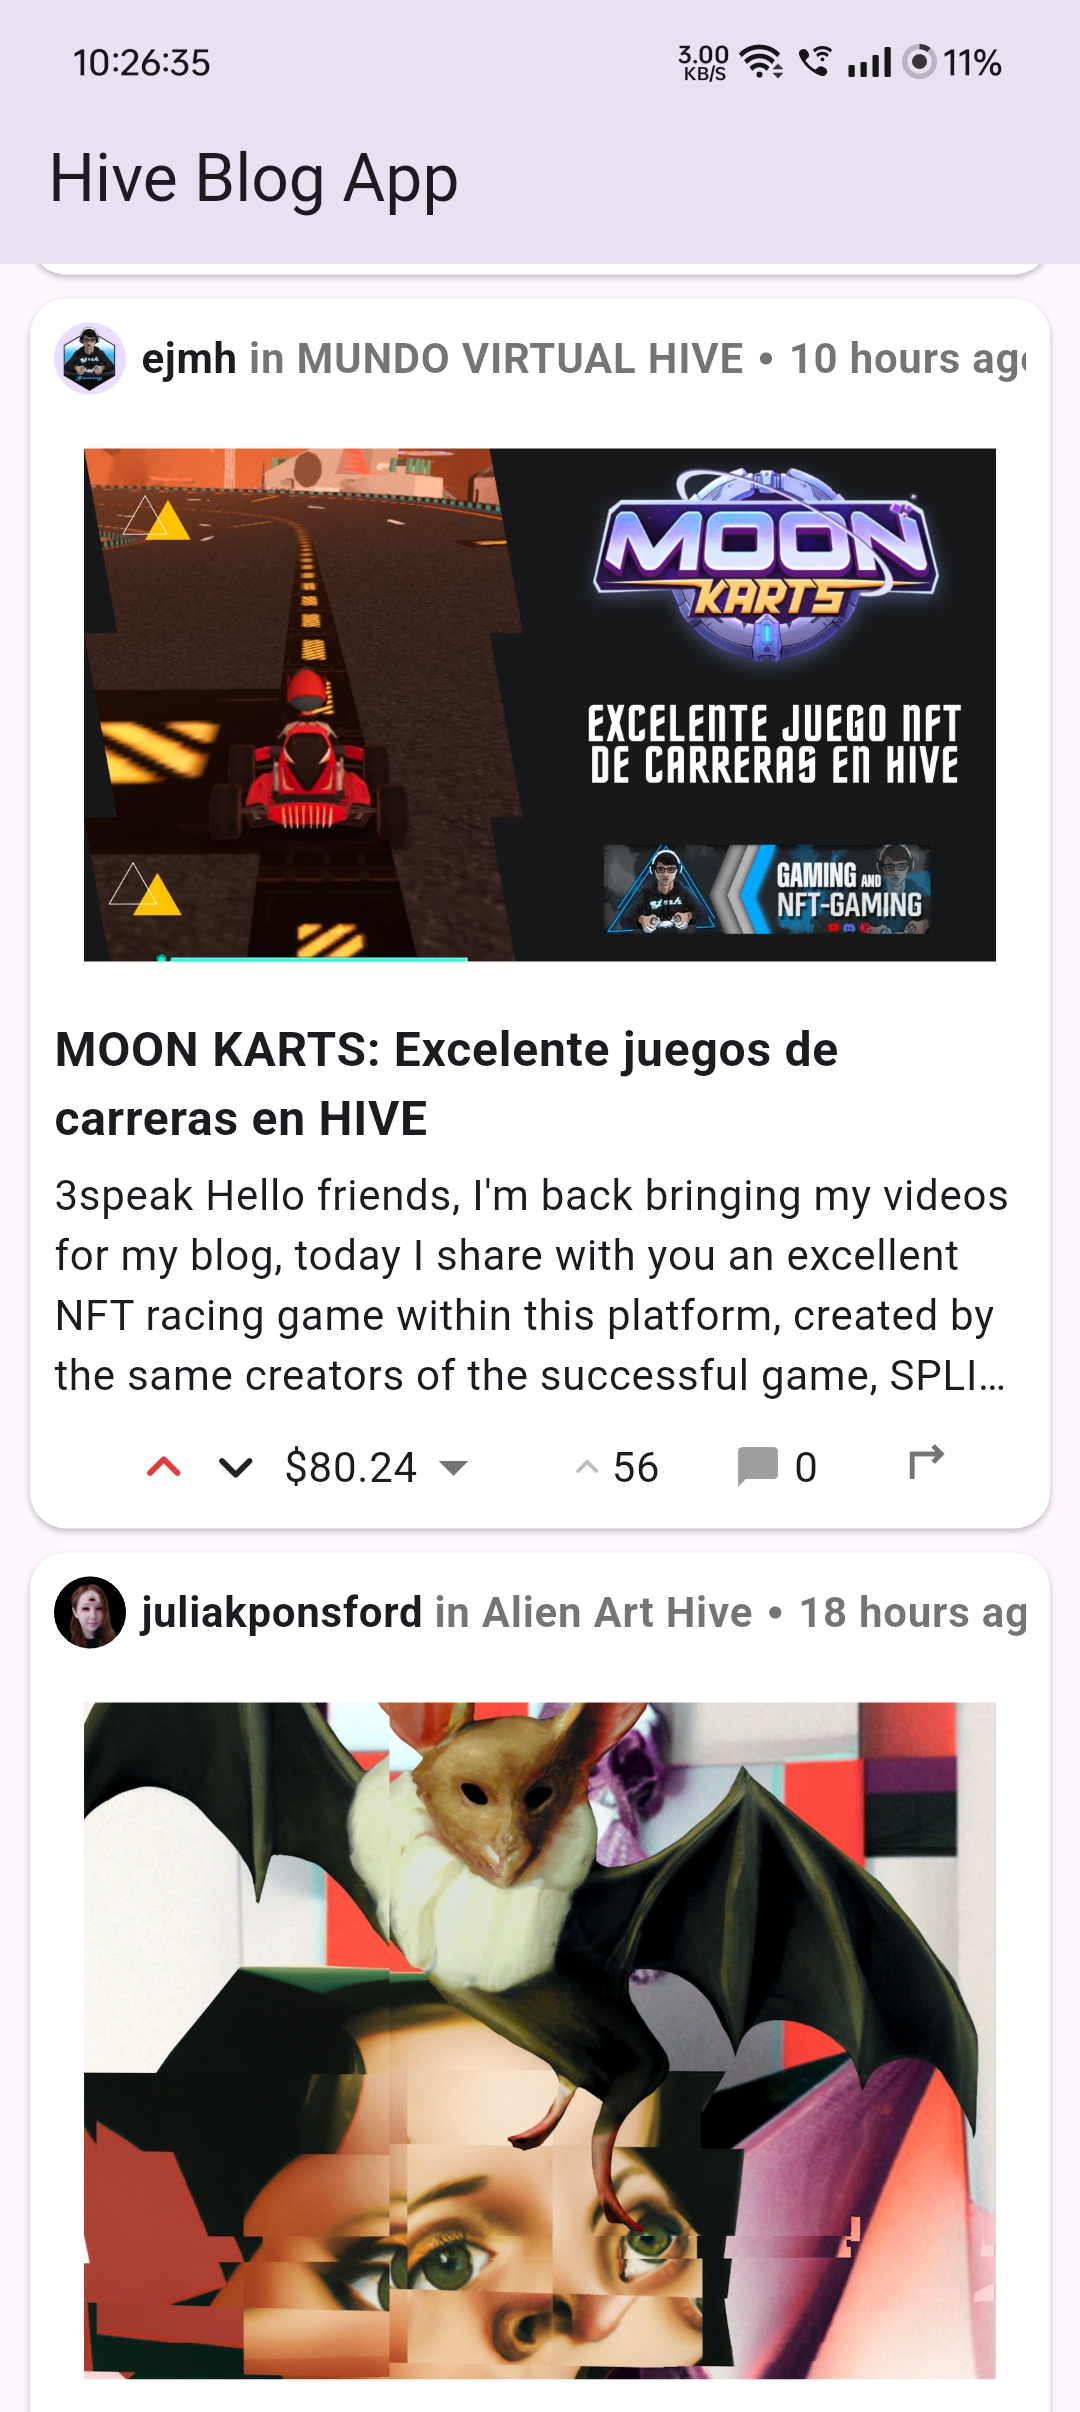 10:26:35
3.00
KB/S
11%
Hive Blog App
ejmh in MUNDO VIRTUAL HIVE • 10 hours ag
MOON
KARTS
EXCELENTE JUEGO NFT
DE CARRERAS EN HIVE
GAMING AND
NFT-GAMING
MOON KARTS: Excelente juegos de
carreras en HIVE
3speak Hello friends, I'm back bringing my videos
for my blog, today I share with you an excellent
NFT racing game within this platform, created by
the same creators of the successful game, SPLI...
$80.24
56
0
juliakponsford in Alien Art Hive • 18 hours ag